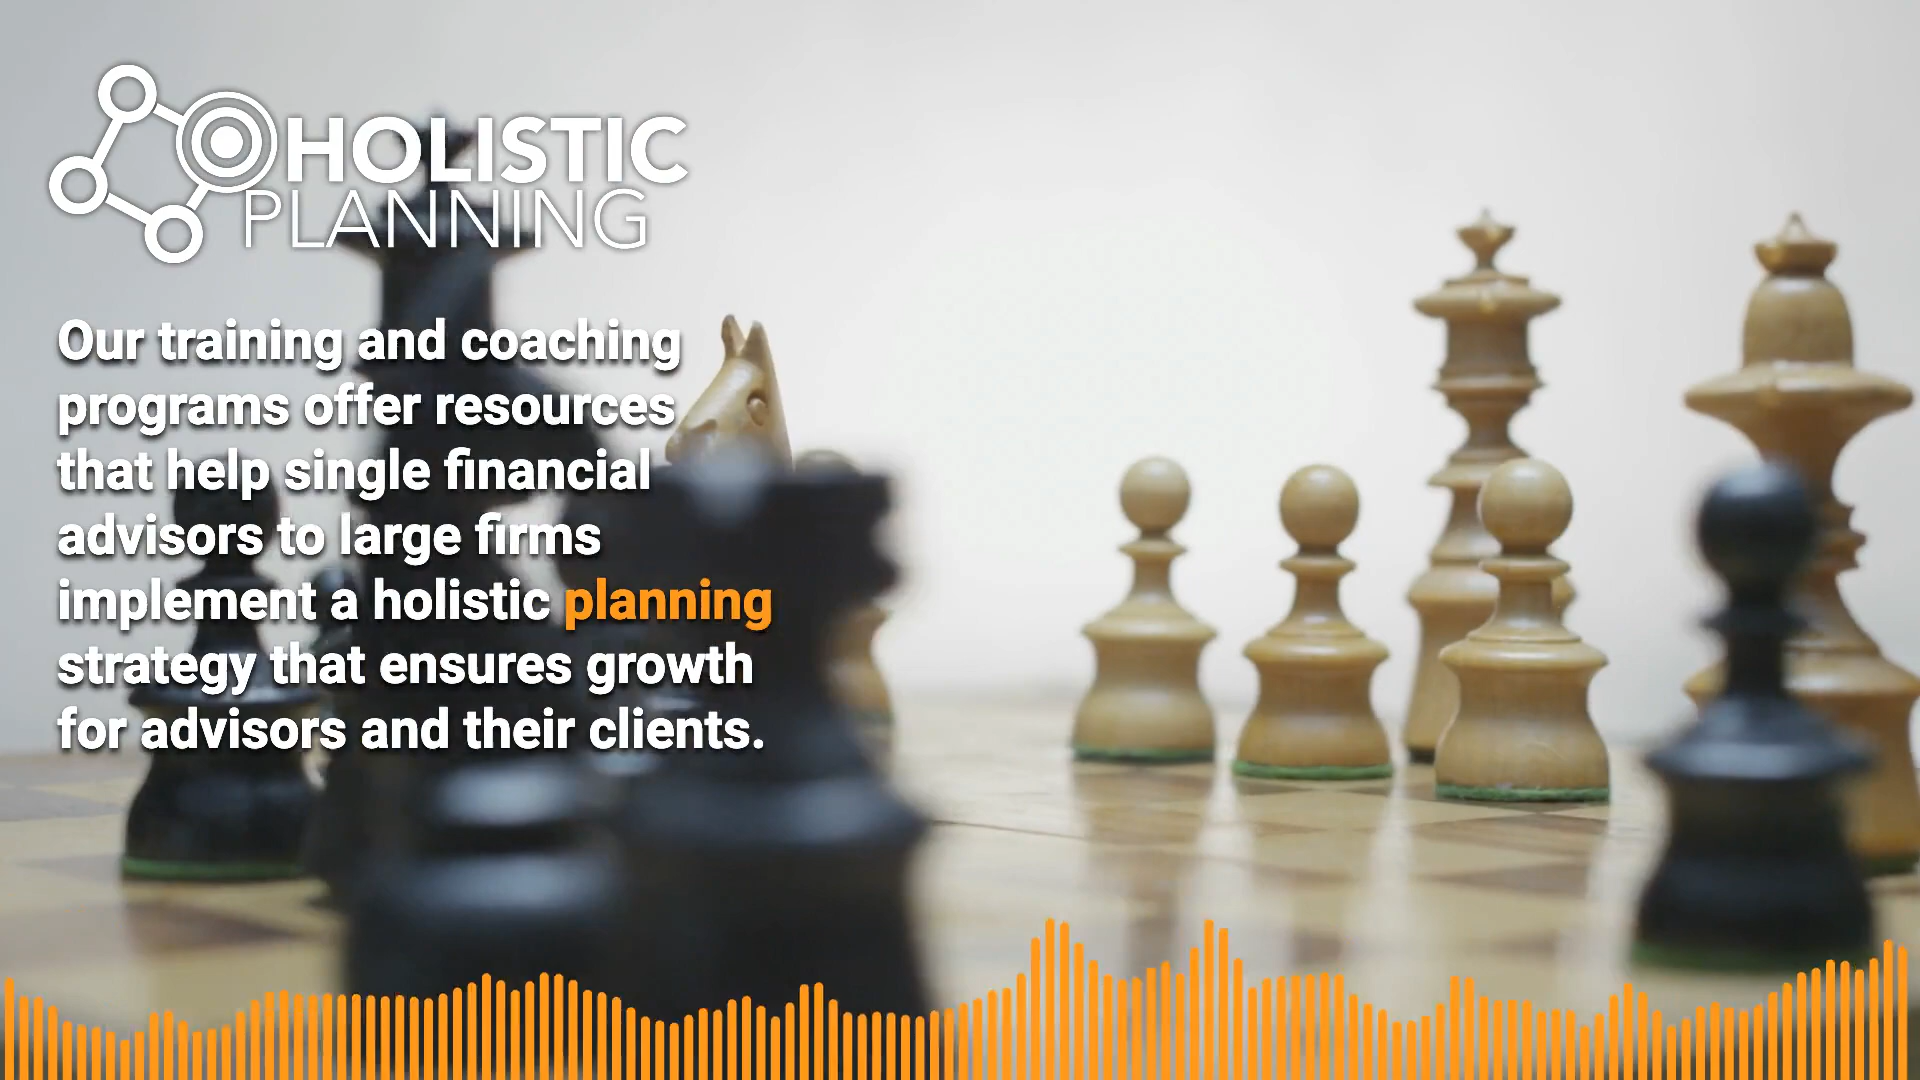 HOLISTIC
PLANNING
Our training and coaching
programs offer resources
that help single financial
advisors to large firms
implement a holistic planning
strategy that ensures growth
for advisors and their clients.